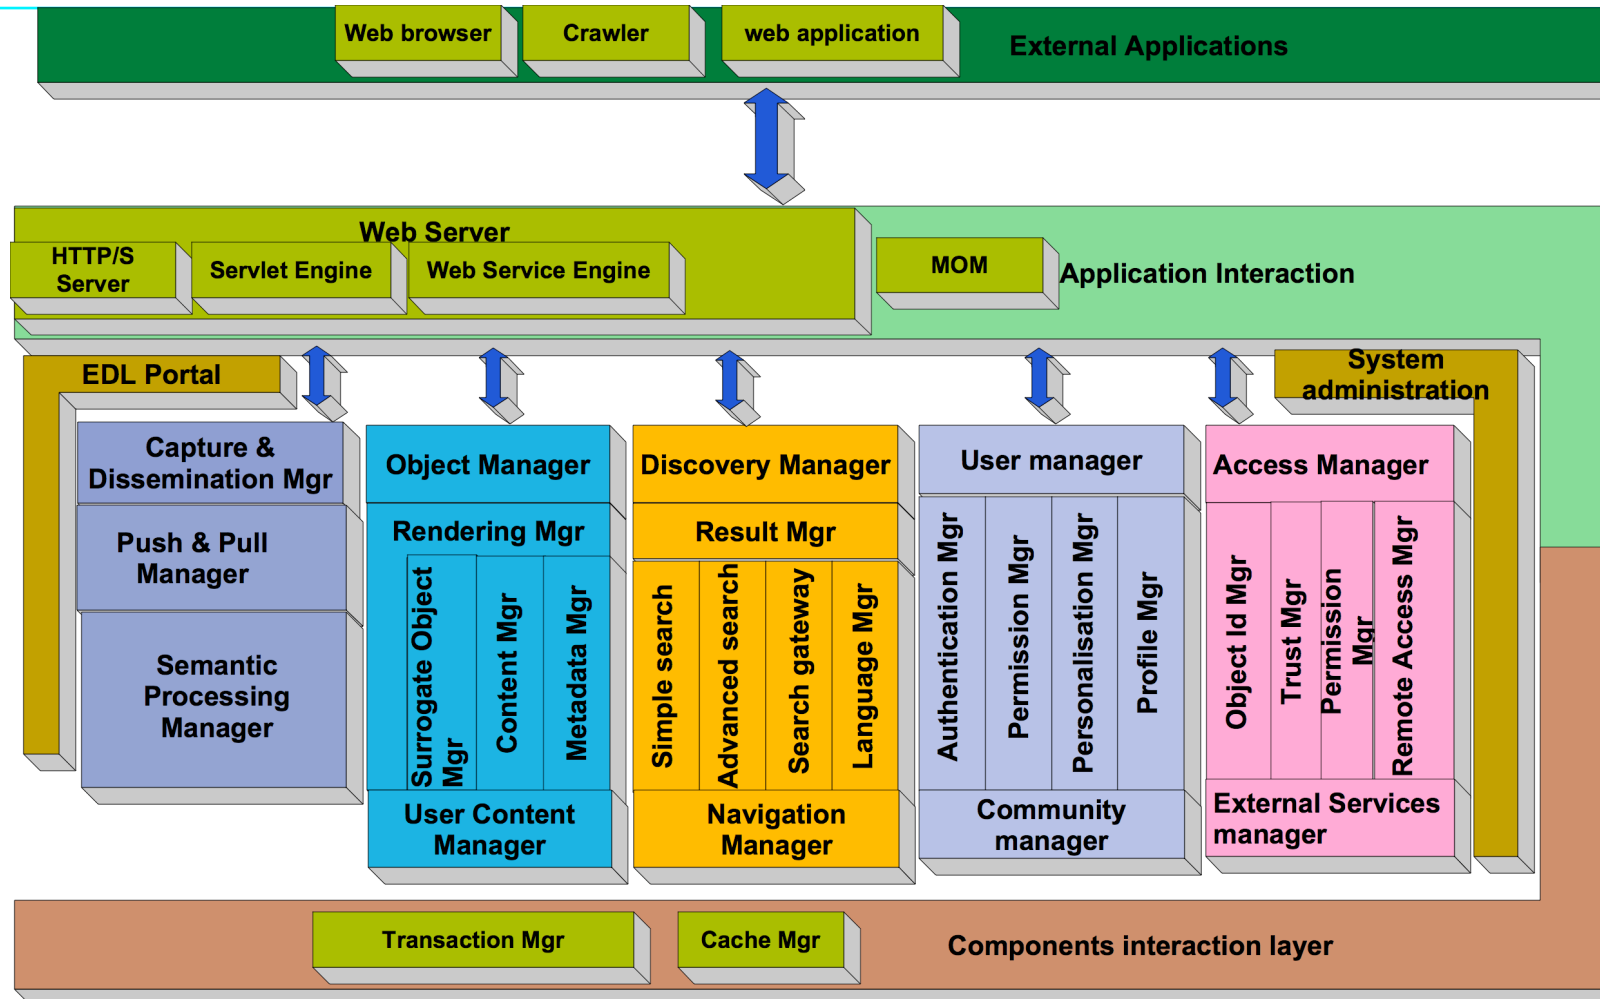 Web browser
Crawler
web application
External Applications
Web Server
HTTP/S
Server
Servlet Engine
Web Service Engine
MOM
Application Interaction
EDL Portal
System
administration
Capture &
Dissemination Mgr
Push & Pull
Manager
Semantic
Processing
Manager
Object Manager
Rendering Mgr
Surrogate Object
Mgr
Content Mgr
Metadata Mgr
User Content
Manager
Discovery Manager
Result Mgr
Simple search
Advanced search
Search gateway
Language Mgr
Navigation
Manager
User manager
Authentication Mgr
Permission Mgr
Personalisation Mgr
Profile Mgr
Community
manager
Access Manager
Object Id Mgr
Trust Mgr
Permission
Mgr
Remote Access Mgr
External Services
manager
Transaction Mgr
Cache Mgr
Components interaction layer